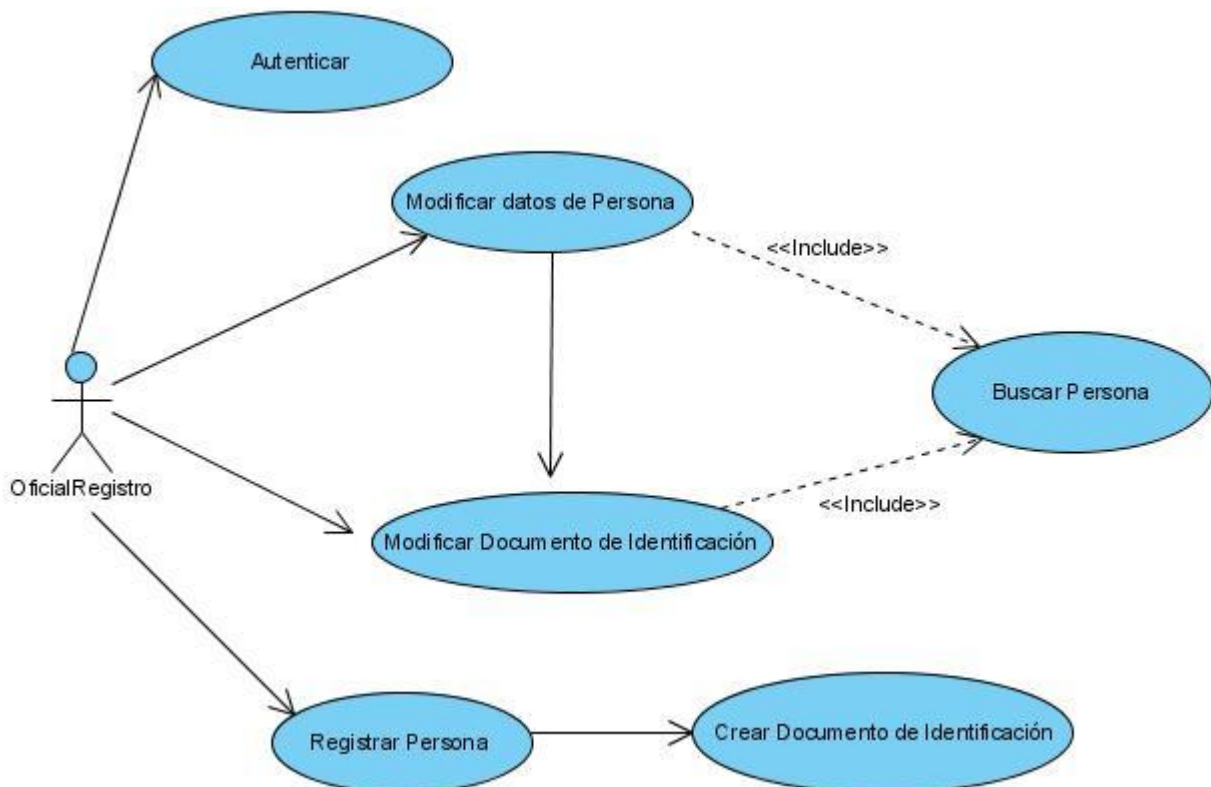 Autenticar
Modificar datos de Persona
<<Include>>
Buscar Persona
OficialRegistro
<<Include>>
Modificar Documento de Identificación
Registrar Persona
Crear Documento de Identificación